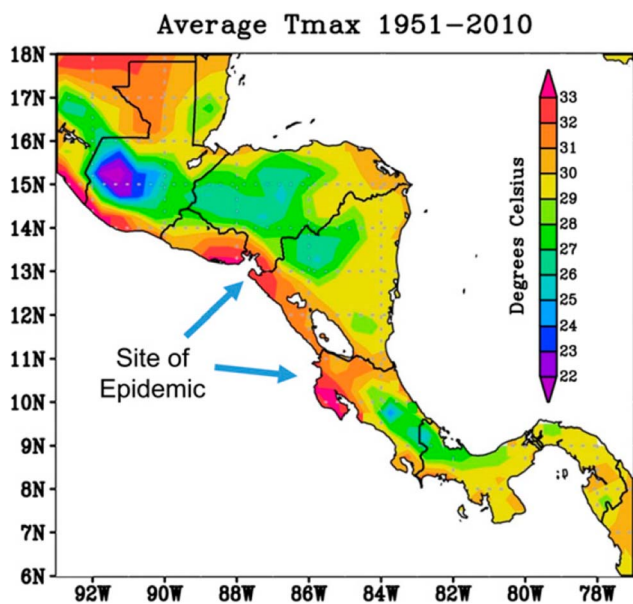 Average Tmax 1951-2010
18N
17N
16N
15N
14N
13N
12N
11N
10N
9N
8N
7N
6N
92W 90W 88W 86W 84W 82W 80W 78W
Site of
Epidemic
Degrees Celsius
33
32
31
30
29
28
27
26
25
24
23
22